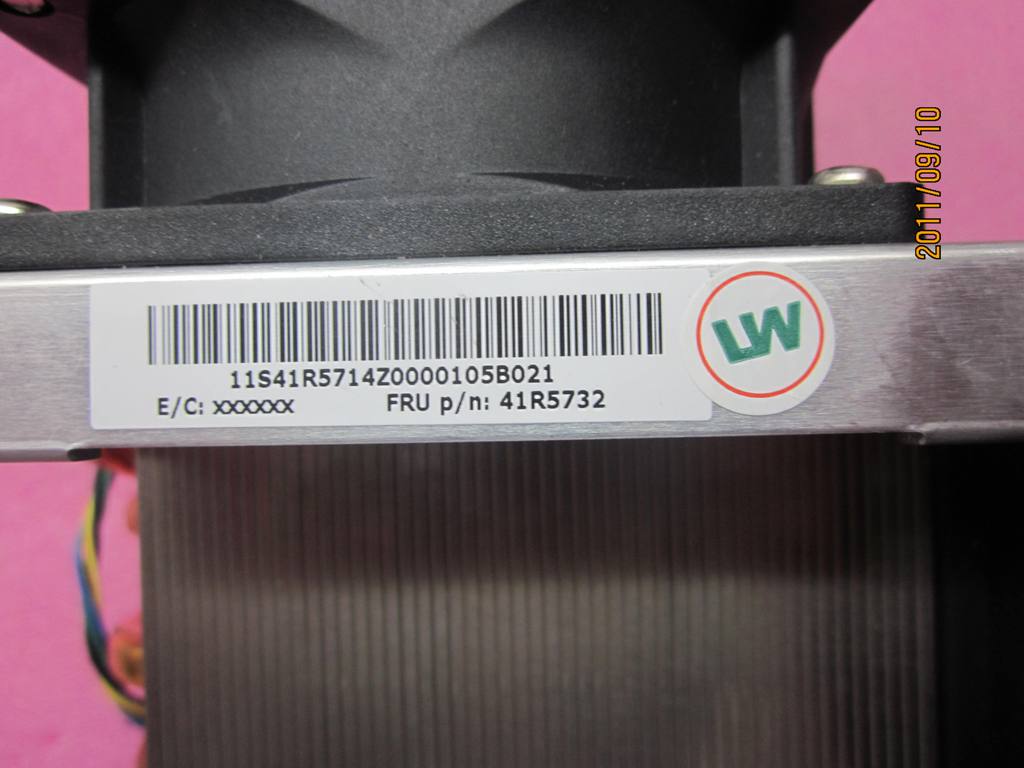 11S41R5714Z0000105B021
E/C: xxxxxx
FRU p/n: 41R5732
LW
2011/09/10